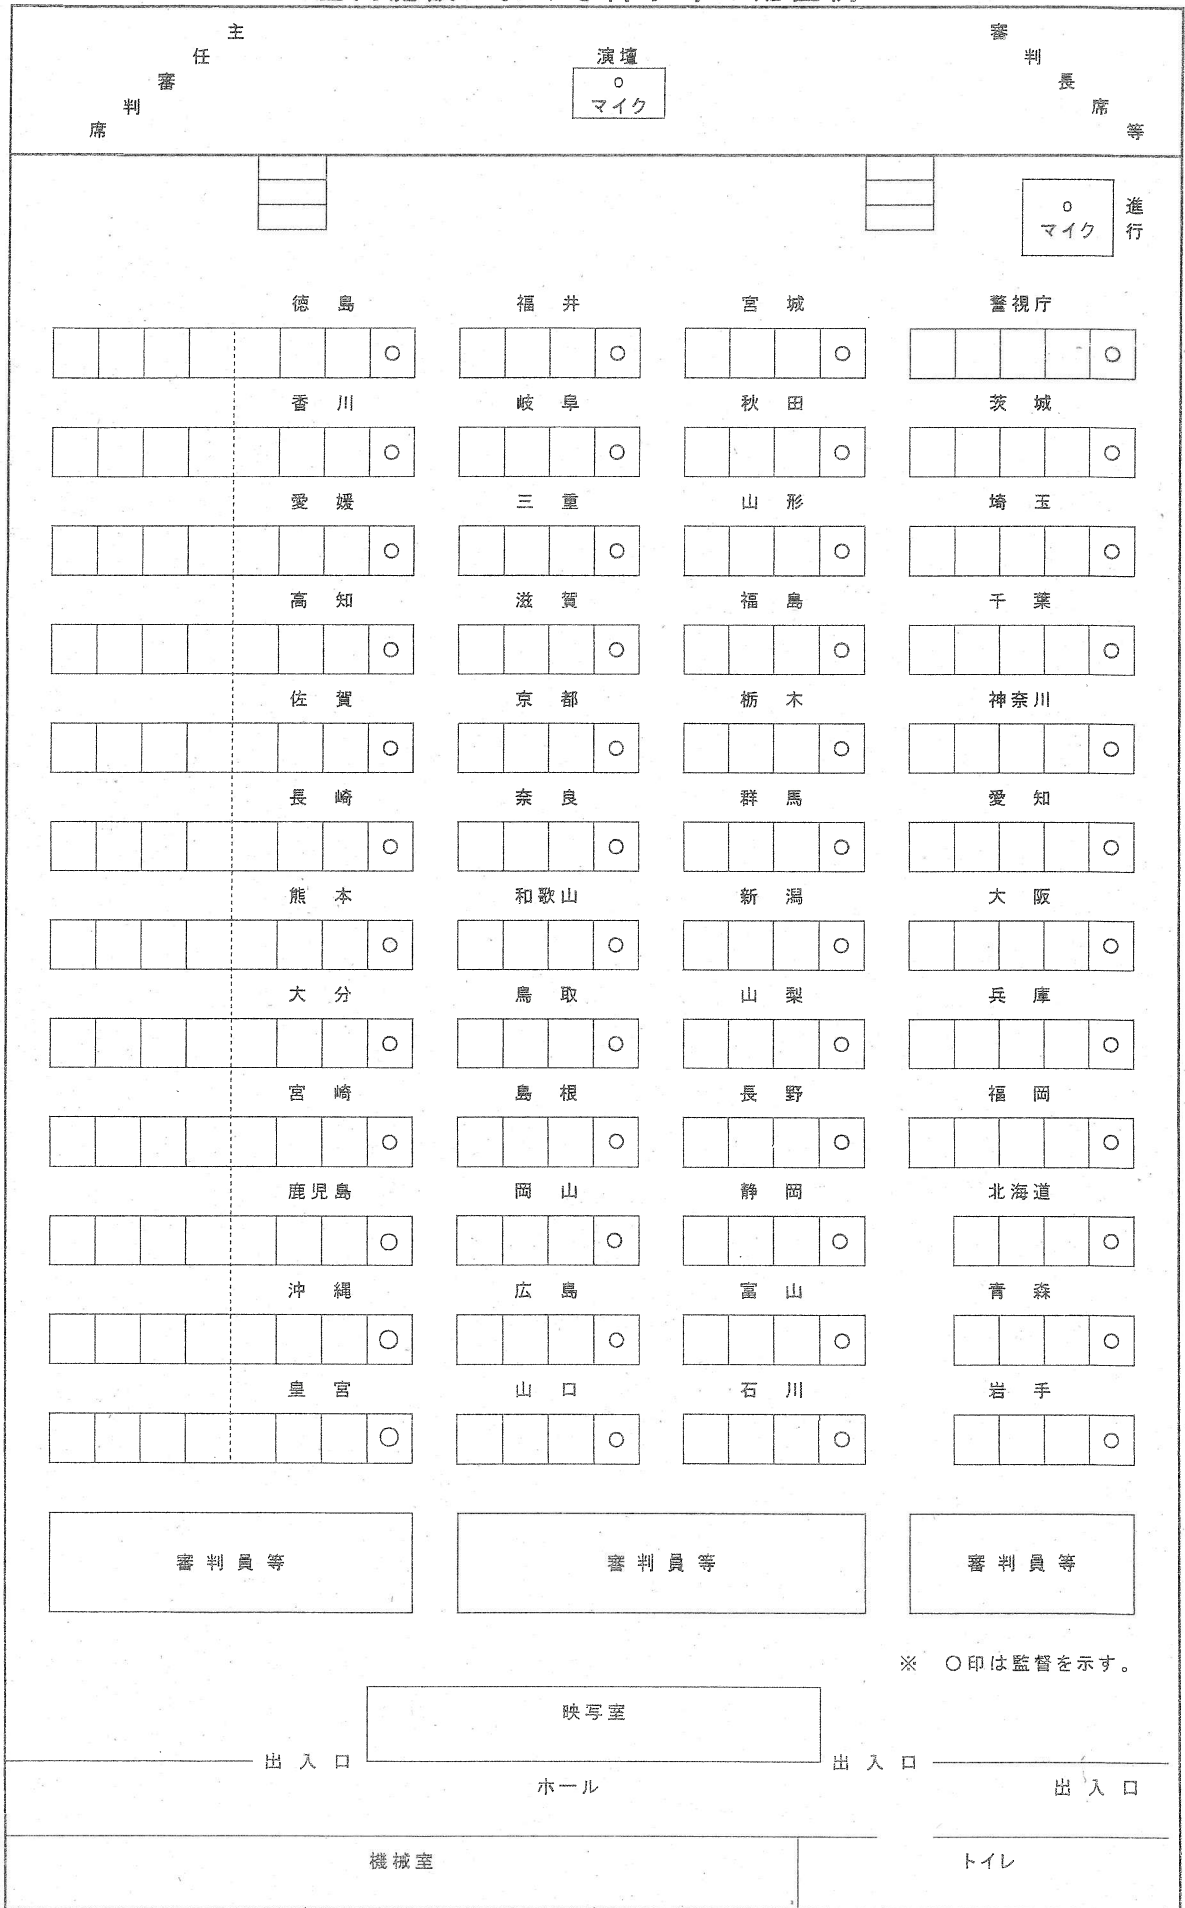 主任審判席
演壇
○
マイク
審判長席等
○
マイク
進行
徳島 福井 宮城 警視庁
○ ○ ○ ○
香川 岐阜 秋田 茨城
○ ○ ○ ○
愛媛 三重 山形 埼玉
○ ○ ○ ○
高知 滋賀 福島 千葉
○ ○ ○ ○
佐賀 京都 栃木 神奈川
○ ○ ○ ○
長崎 奈良 群馬 愛知
○ ○ ○ ○
熊本 和歌山 新潟 大阪
○ ○ ○ ○
大分 鳥取 山梨 兵庫
○ ○ ○ ○
宮崎 島根 長野 福岡
○ ○ ○ ○
鹿児島 岡山 静岡 北海道
○ ○ ○ ○
沖縄 広島 富山 青森
○ ○ ○ ○
皇宮 山口 石川 岩手
○ ○ ○ ○
審判員等 審判員等 審判員等
※ ○印は監督を示す。
映写室
出入口 出入口
ホール 出入口
機械室 トイレ